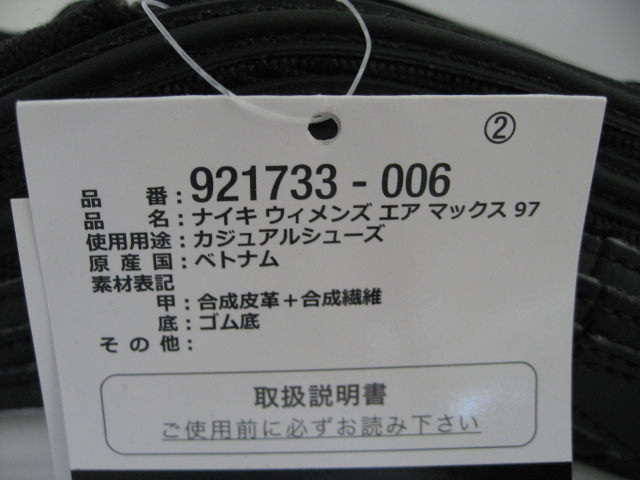 ②
品番:921733-006
品名:ナイキ ウィメンズ エア マックス 97
使用用途:カジュアルシューズ
原産国:ベトナム
素材表記
甲:合成皮革+合成繊維
底:ゴム底
その他:
取扱説明書
ご使用前に必ずお読み下さい